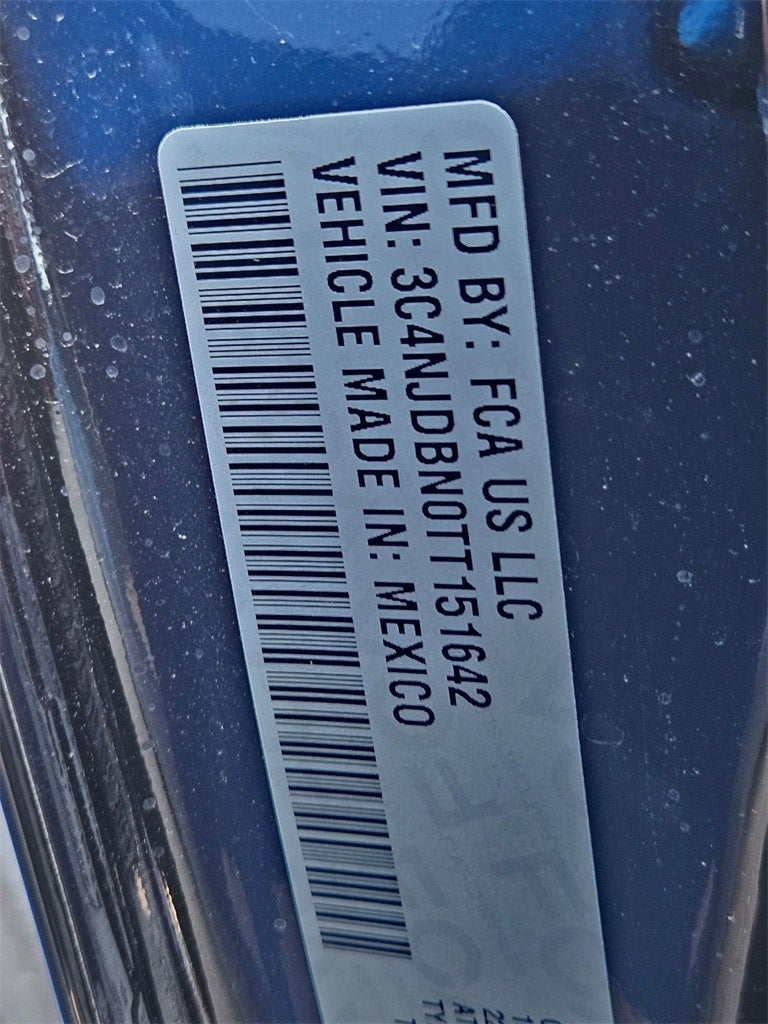 MFD BY: FCA US LLC
VIN: 3C4NJDBN0TT151642
VEHICLE MADE IN: MEXICO